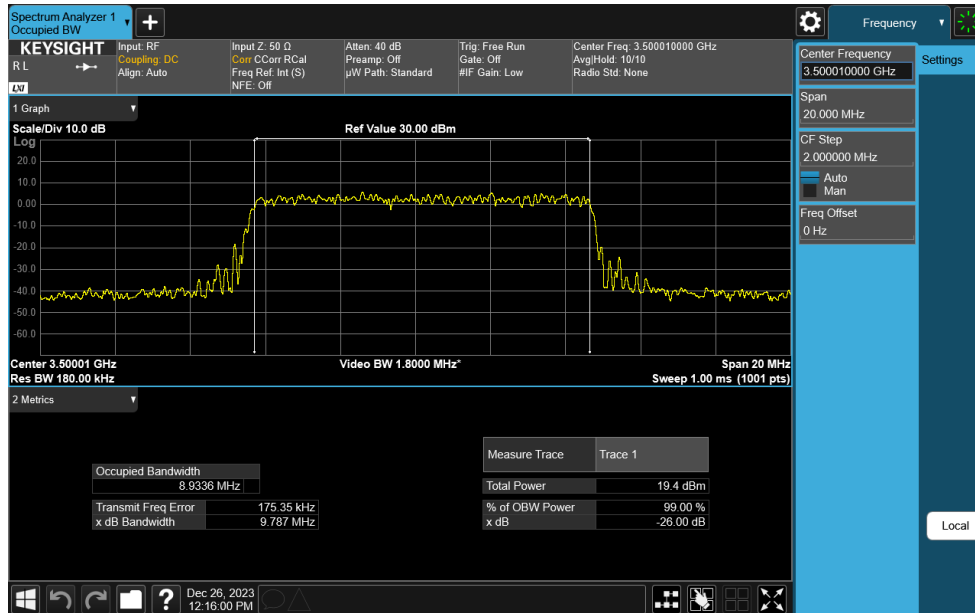 Spectrum Analyzer 1
Occupied BW
+
Frequency
KEYSIGHT
R L
LXI
Input: RF
Coupling: DC
Align: Auto
Input Z: 50 Ω
Corr CCorr RCal
Freq Ref: Int (S)
NFE: Off
Atten: 40 dB
Preamp: Off
µW Path: Standard
Trig: Free Run
Gate: Off
#IF Gain: Low
Center Freq: 3.500010000 GHz
Avg|Hold: 10/10
Radio Std: None
Center Frequency
3.500010000 GHz
Settings
Span
20.000 MHz
CF Step
2.000000 MHz
Auto
Man
Freq Offset
0 Hz
Local
1 Graph
Scale/Div 10.0 dB
Ref Value 30.00 dBm
Log
20.0
10.0
0.00
-10.0
-20.0
-30.0
-40.0
-50.0
-60.0
Center 3.50001 GHz
Video BW 1.8000 MHz*
Span 20 MHz
Res BW 180.00 kHz
Sweep 1.00 ms (1001 pts)
2 Metrics
Measure Trace
Trace 1
Occupied Bandwidth
8.9336 MHz
Total Power
19.4 dBm
Transmit Freq Error
175.35 kHz
% of OBW Power
99.00 %
x dB Bandwidth
9.787 MHz
x dB
-26.00 dB
?
Dec 26, 2023
12:16:00 PM